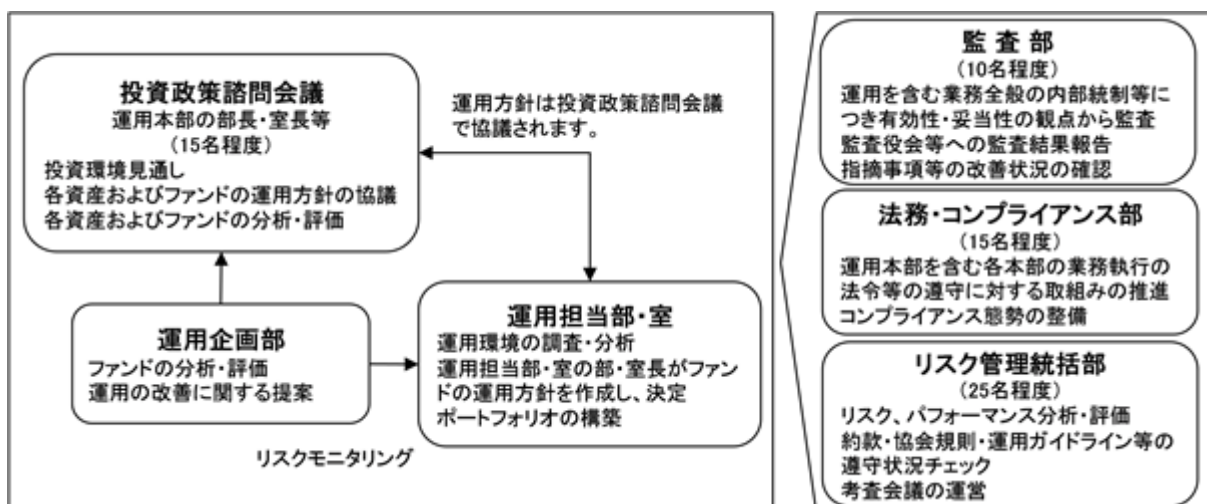 投資政策諮問会議
運用本部の部長・室長等
(15名程度)
投資環境見通し
各資産およびファンドの運用方針の協議
各資産およびファンドの分析・評価
運用方針は投資政策諮問会議
で協議されます。
運用企画部
ファンドの分析・評価
運用の改善に関する提案
運用担当部・室
運用環境の調査・分析
運用担当部・室の部・室長がファン
ドの運用方針を作成し、決定
ポートフォリオの構築
リスクモニタリング
監 査 部
(10名程度)
運用を含む業務全般の内部統制等に
つき有効性・妥当性の観点から監査
監査役会等への監査結果報告
指摘事項等の改善状況の確認
法務・コンプライアンス部
(15名程度)
運用本部を含む各本部の業務執行の
法令等の遵守に対する取組みの推進
コンプライアンス態勢の整備
リスク管理統括部
(25名程度)
リスク、パフォーマンス分析・評価
約款・協会規則・運用ガイドライン等の
遵守状況チェック
考査会議の運営